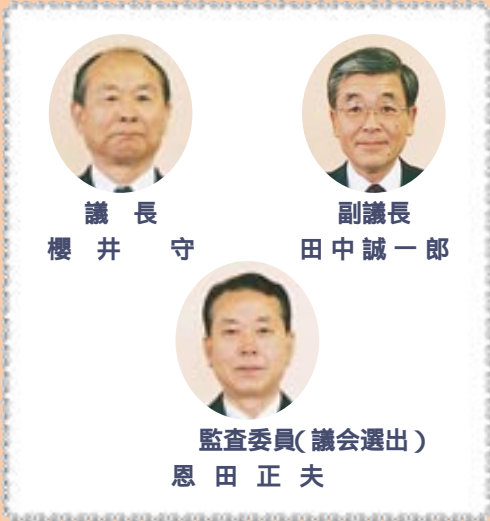 議　長
櫻　井　　守
副議長
田中誠一郎
監査委員(議会選出)
恩田正夫